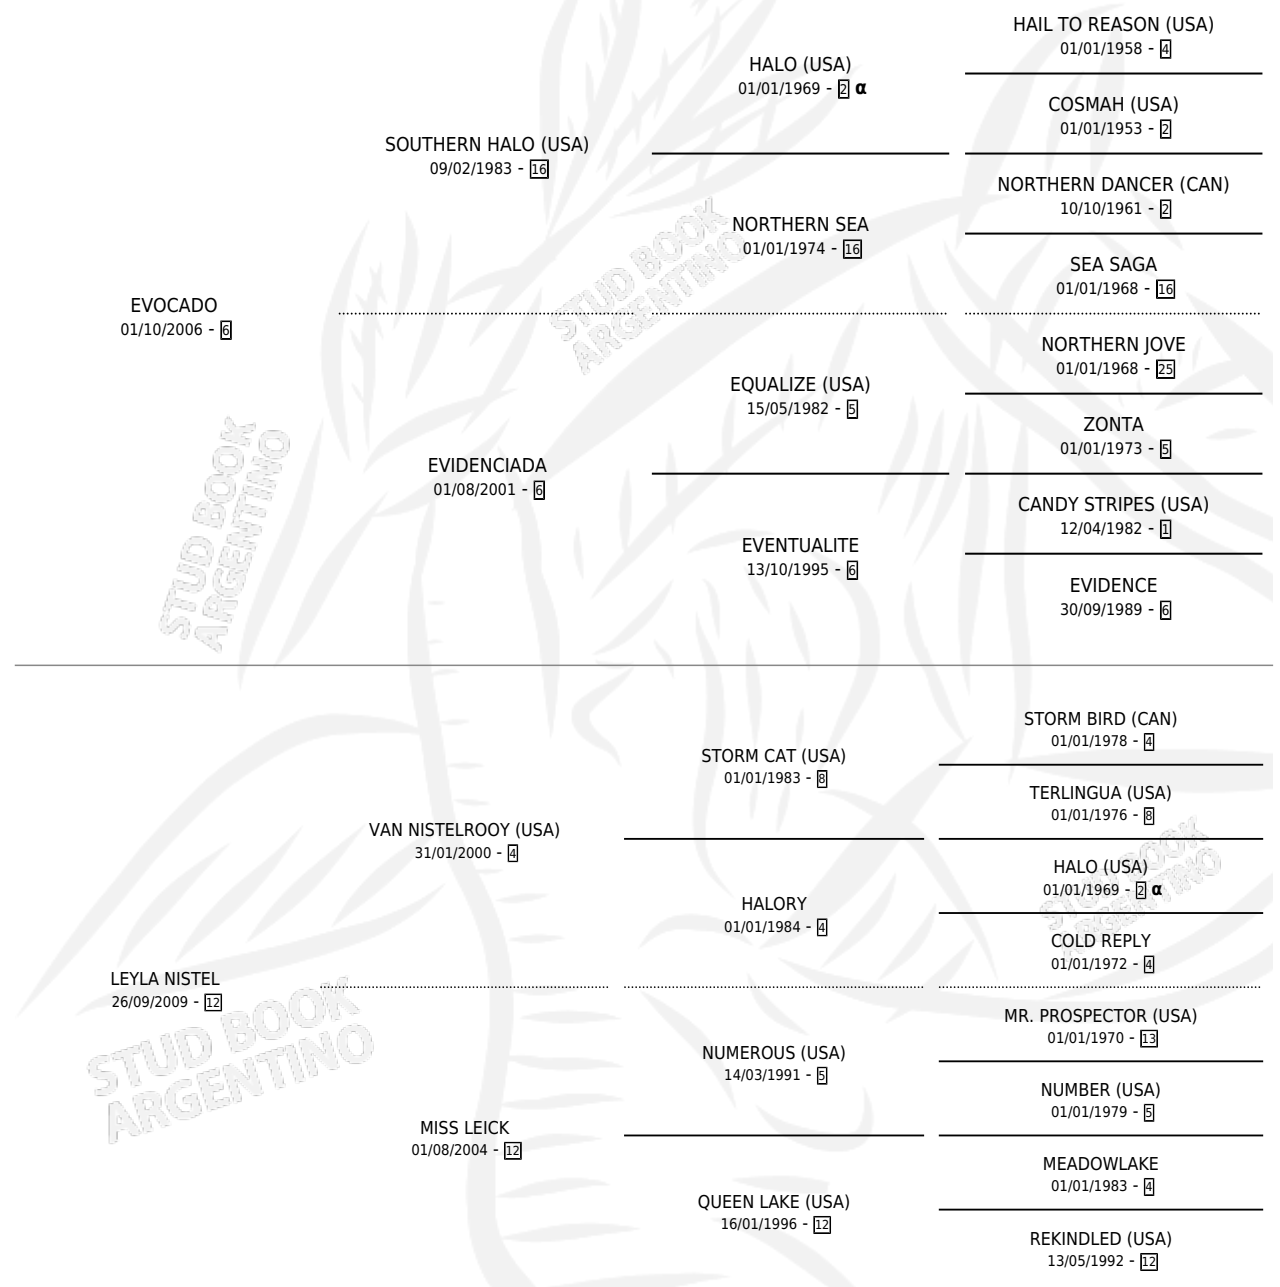 HAIL TO REASON (USA)
01/01/1958 - 4
HALO (USA)
01/01/1969 - 2 α
COSMAH (USA)
01/01/1953 - 2
SOUTHERN HALO (USA)
09/02/1983 - 16
NORTHERN DANCER (CAN)
10/10/1961 - 2
NORTHERN SEA
01/01/1974 - 16
SEA SAGA
01/01/1968 - 16
EVOCADO
01/10/2006 - 6
NORTHERN JOVE
01/01/1968 - 25
EQUALIZE (USA)
15/05/1982 - 5
ZONTA
01/01/1973 - 5
EVIDENCIADA
01/08/2001 - 6
CANDY STRIPES (USA)
12/04/1982 - 1
EVENTUALITE
13/10/1995 - 6
EVIDENCE
30/09/1989 - 6
STORM BIRD (CAN)
01/01/1978 - 4
STORM CAT (USA)
01/01/1983 - 8
TERLINGUA (USA)
01/01/1976 - 8
VAN NISTELROOY (USA)
31/01/2000 - 4
HALO (USA)
01/01/1969 - 2 α
HALORY
01/01/1984 - 4
COLD REPLY
01/01/1972 - 4
LEYLA NISTEL
26/09/2009 - 12
MR. PROSPECTOR (USA)
01/01/1970 - 13
NUMEROUS (USA)
14/03/1991 - 5
NUMBER (USA)
01/01/1979 - 5
MISS LEICK
01/08/2004 - 12
MEADOWLAKE
01/01/1983 - 4
QUEEN LAKE (USA)
16/01/1996 - 12
REKINDLED (USA)
13/05/1992 - 12
STUD BOOK
ARGENTINO
STUD BOOK
ARGENTINO
STUD BOOK
ARGENTINO
STUD BOOK
ARGENTINO